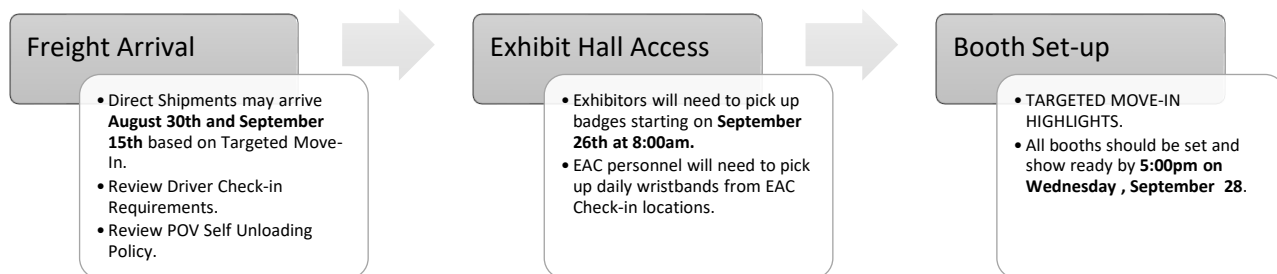 Freight Arrival
• Direct Shipments may arrive
August 30th and September
15th based on Targeted Move-
In.
• Review Driver Check-in
Requirements.
• Review POV Self Unloading
Policy.
Exhibit Hall Access
• Exhibitors will need to pick up
badges starting on September
26th at 8:00am.
• EAC personnel will need to pick
up daily wristbands from EAC
Check-in locations.
Booth Set-up
• TARGETED MOVE-IN
HIGHLIGHTS.
• All booths should be set and
show ready by 5:00pm on
Wednesday , September 28.